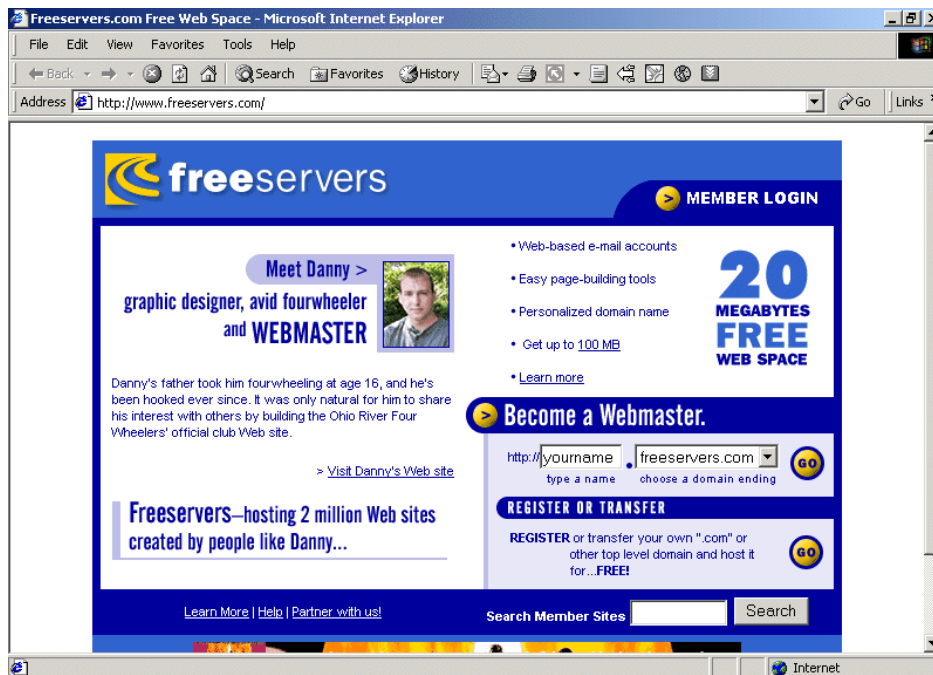 Freeservers.com Free Web Space - Microsoft Internet Explorer
File Edit View Favorites Tools Help
Back Search Favorites History
Address http://www.freeservers.com/ Go Links
freeservers
MEMBER LOGIN
Meet Danny >
graphic designer, avid fourwheeler
and WEBMASTER
Danny's father took him fourwheeling at age 16, and he's
been hooked ever since. It was only natural for him to share
his interest with others by building the Ohio River Four
Wheelers' official club Web site.
> Visit Danny's Web site
Freeservers–hosting 2 million Web sites
created by people like Danny...
• Web-based e-mail accounts
• Easy page-building tools
• Personalized domain name
• Get up to 100 MB
• Learn more
20
MEGABYTES
FREE
WEB SPACE
> Become a Webmaster.
http:// yourname . freeservers.com GO
type a name choose a domain ending
REGISTER OR TRANSFER
REGISTER or transfer your own ".com" or
other top level domain and host it
for...FREE!
GO
Learn More | Help | Partner with us!
Search Member Sites Search
Internet